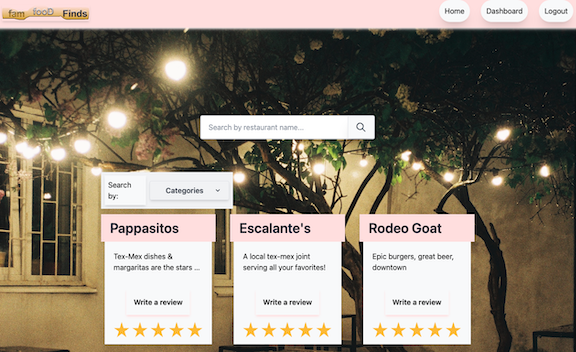 fam fooD Finds
Home Dashboard Logout
Search by restaurant name...
Search
by:
Categories
Pappasitos Escalante's Rodeo Goat
Tex-Mex dishes &
margaritas are the stars ...
A local tex-mex joint
serving all your favorites!
Epic burgers, great beer,
downtown
Write a review Write a review Write a review